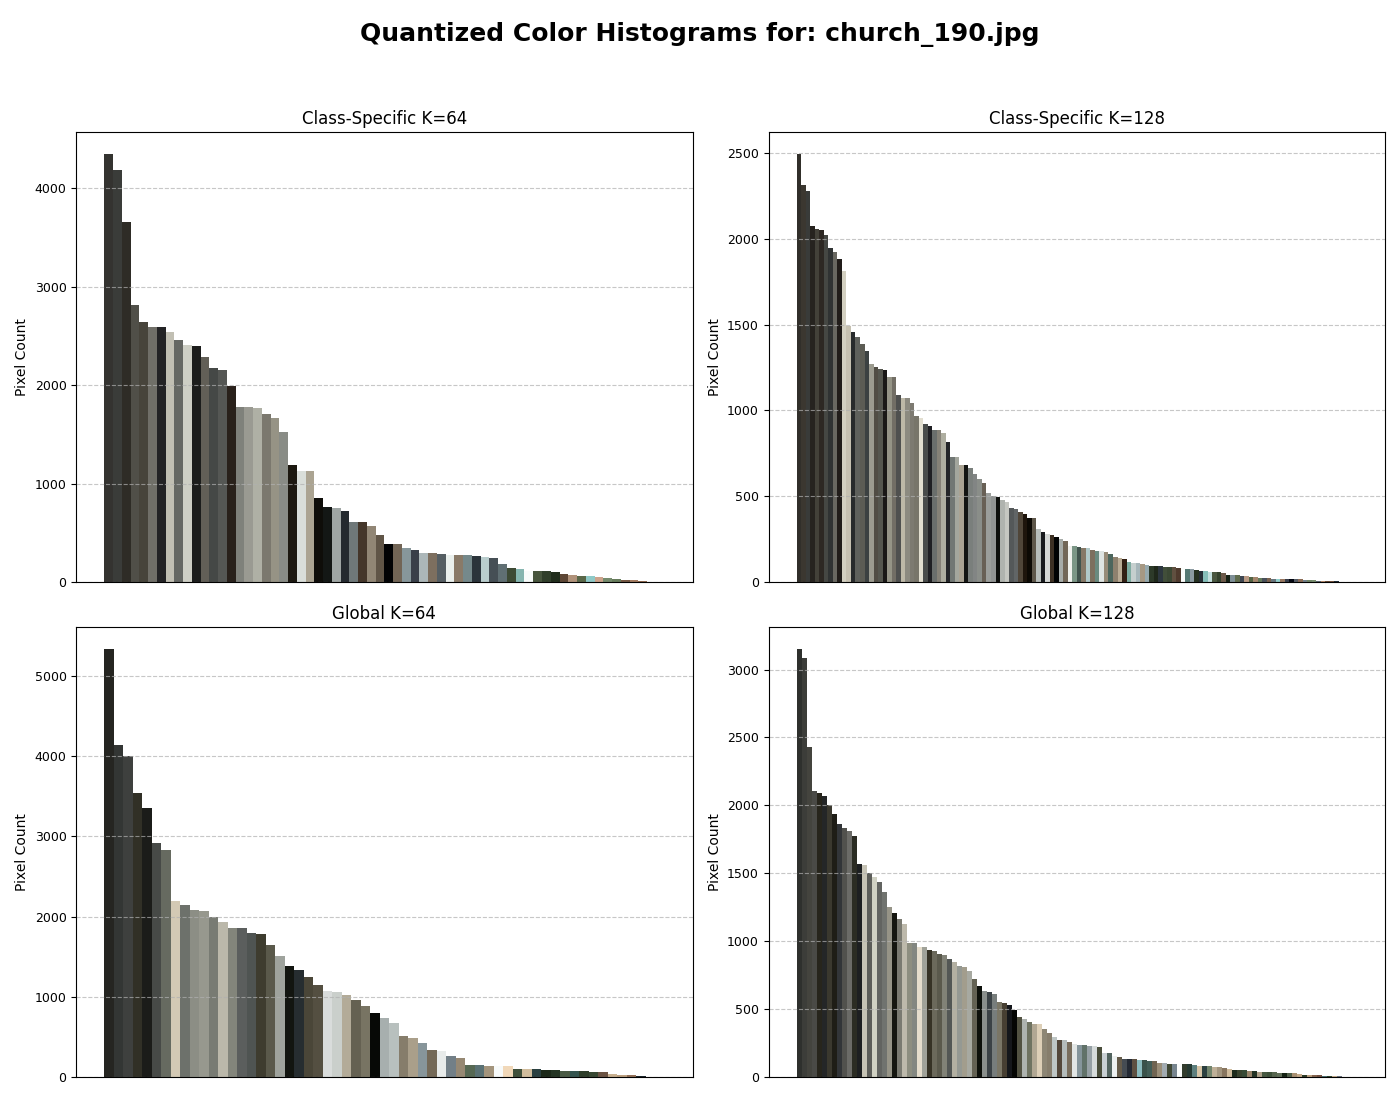 Quantized Color Histograms for: church_190.jpg
Class-Specific K=64
Pixel Count
4000
3000
2000
1000
0
Class-Specific K=128
Pixel Count
2500
2000
1500
1000
500
0
Global K=64
Pixel Count
5000
4000
3000
2000
1000
0
Global K=128
Pixel Count
3000
2500
2000
1500
1000
500
0